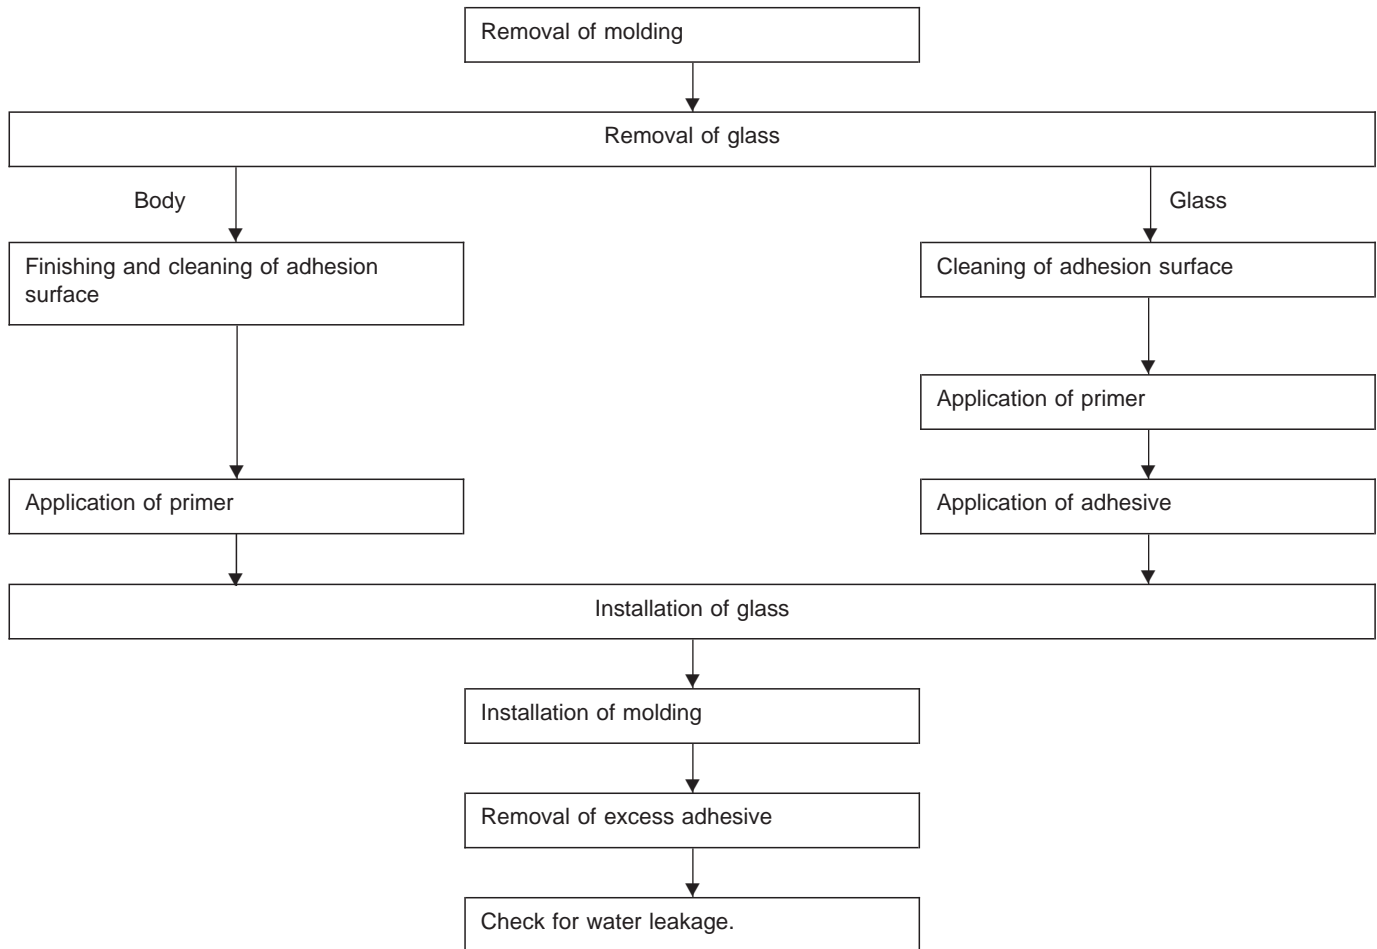 Removal of molding
Removal of glass
Body
Glass
Finishing and cleaning of adhesion
surface
Cleaning of adhesion surface
Application of primer
Application of primer
Application of adhesive
Installation of glass
Installation of molding
Removal of excess adhesive
Check for water leakage.